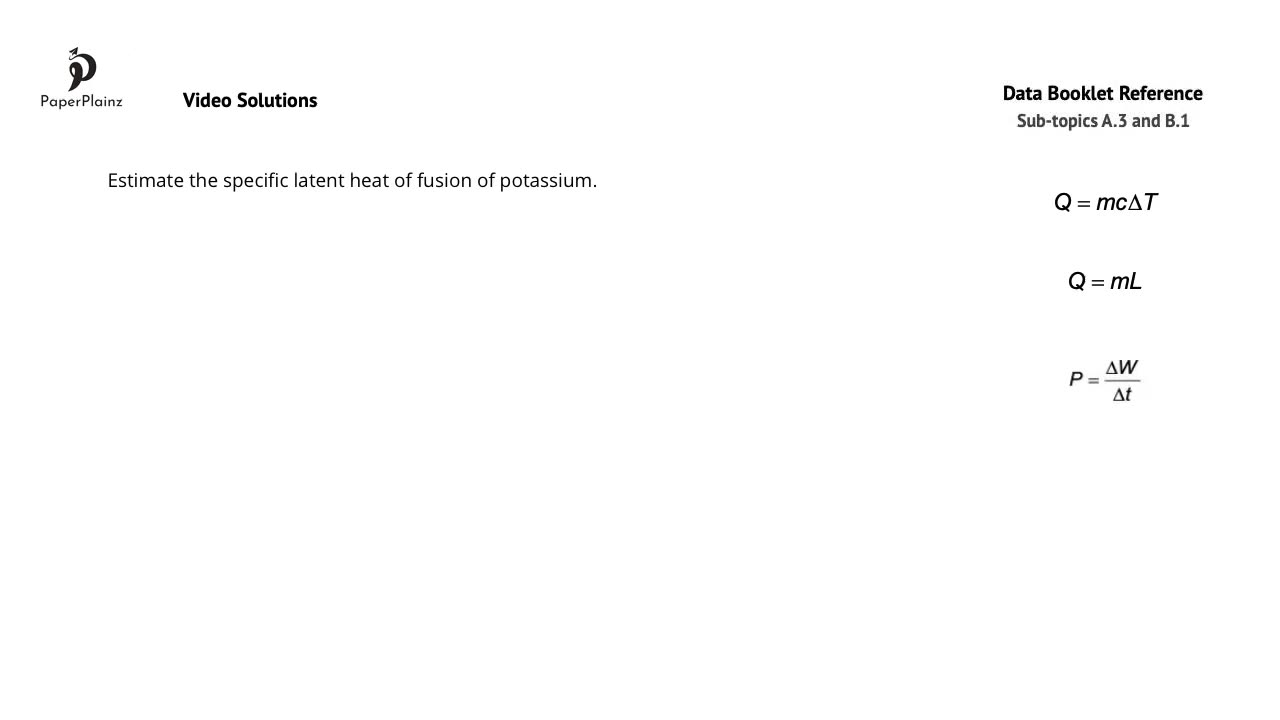 PaperPlainz
Video Solutions
Data Booklet Reference
Sub-topics A.3 and B.1
Estimate the specific latent heat of fusion of potassium.
Q = mcΔT
Q = mL
P = ΔW/Δt